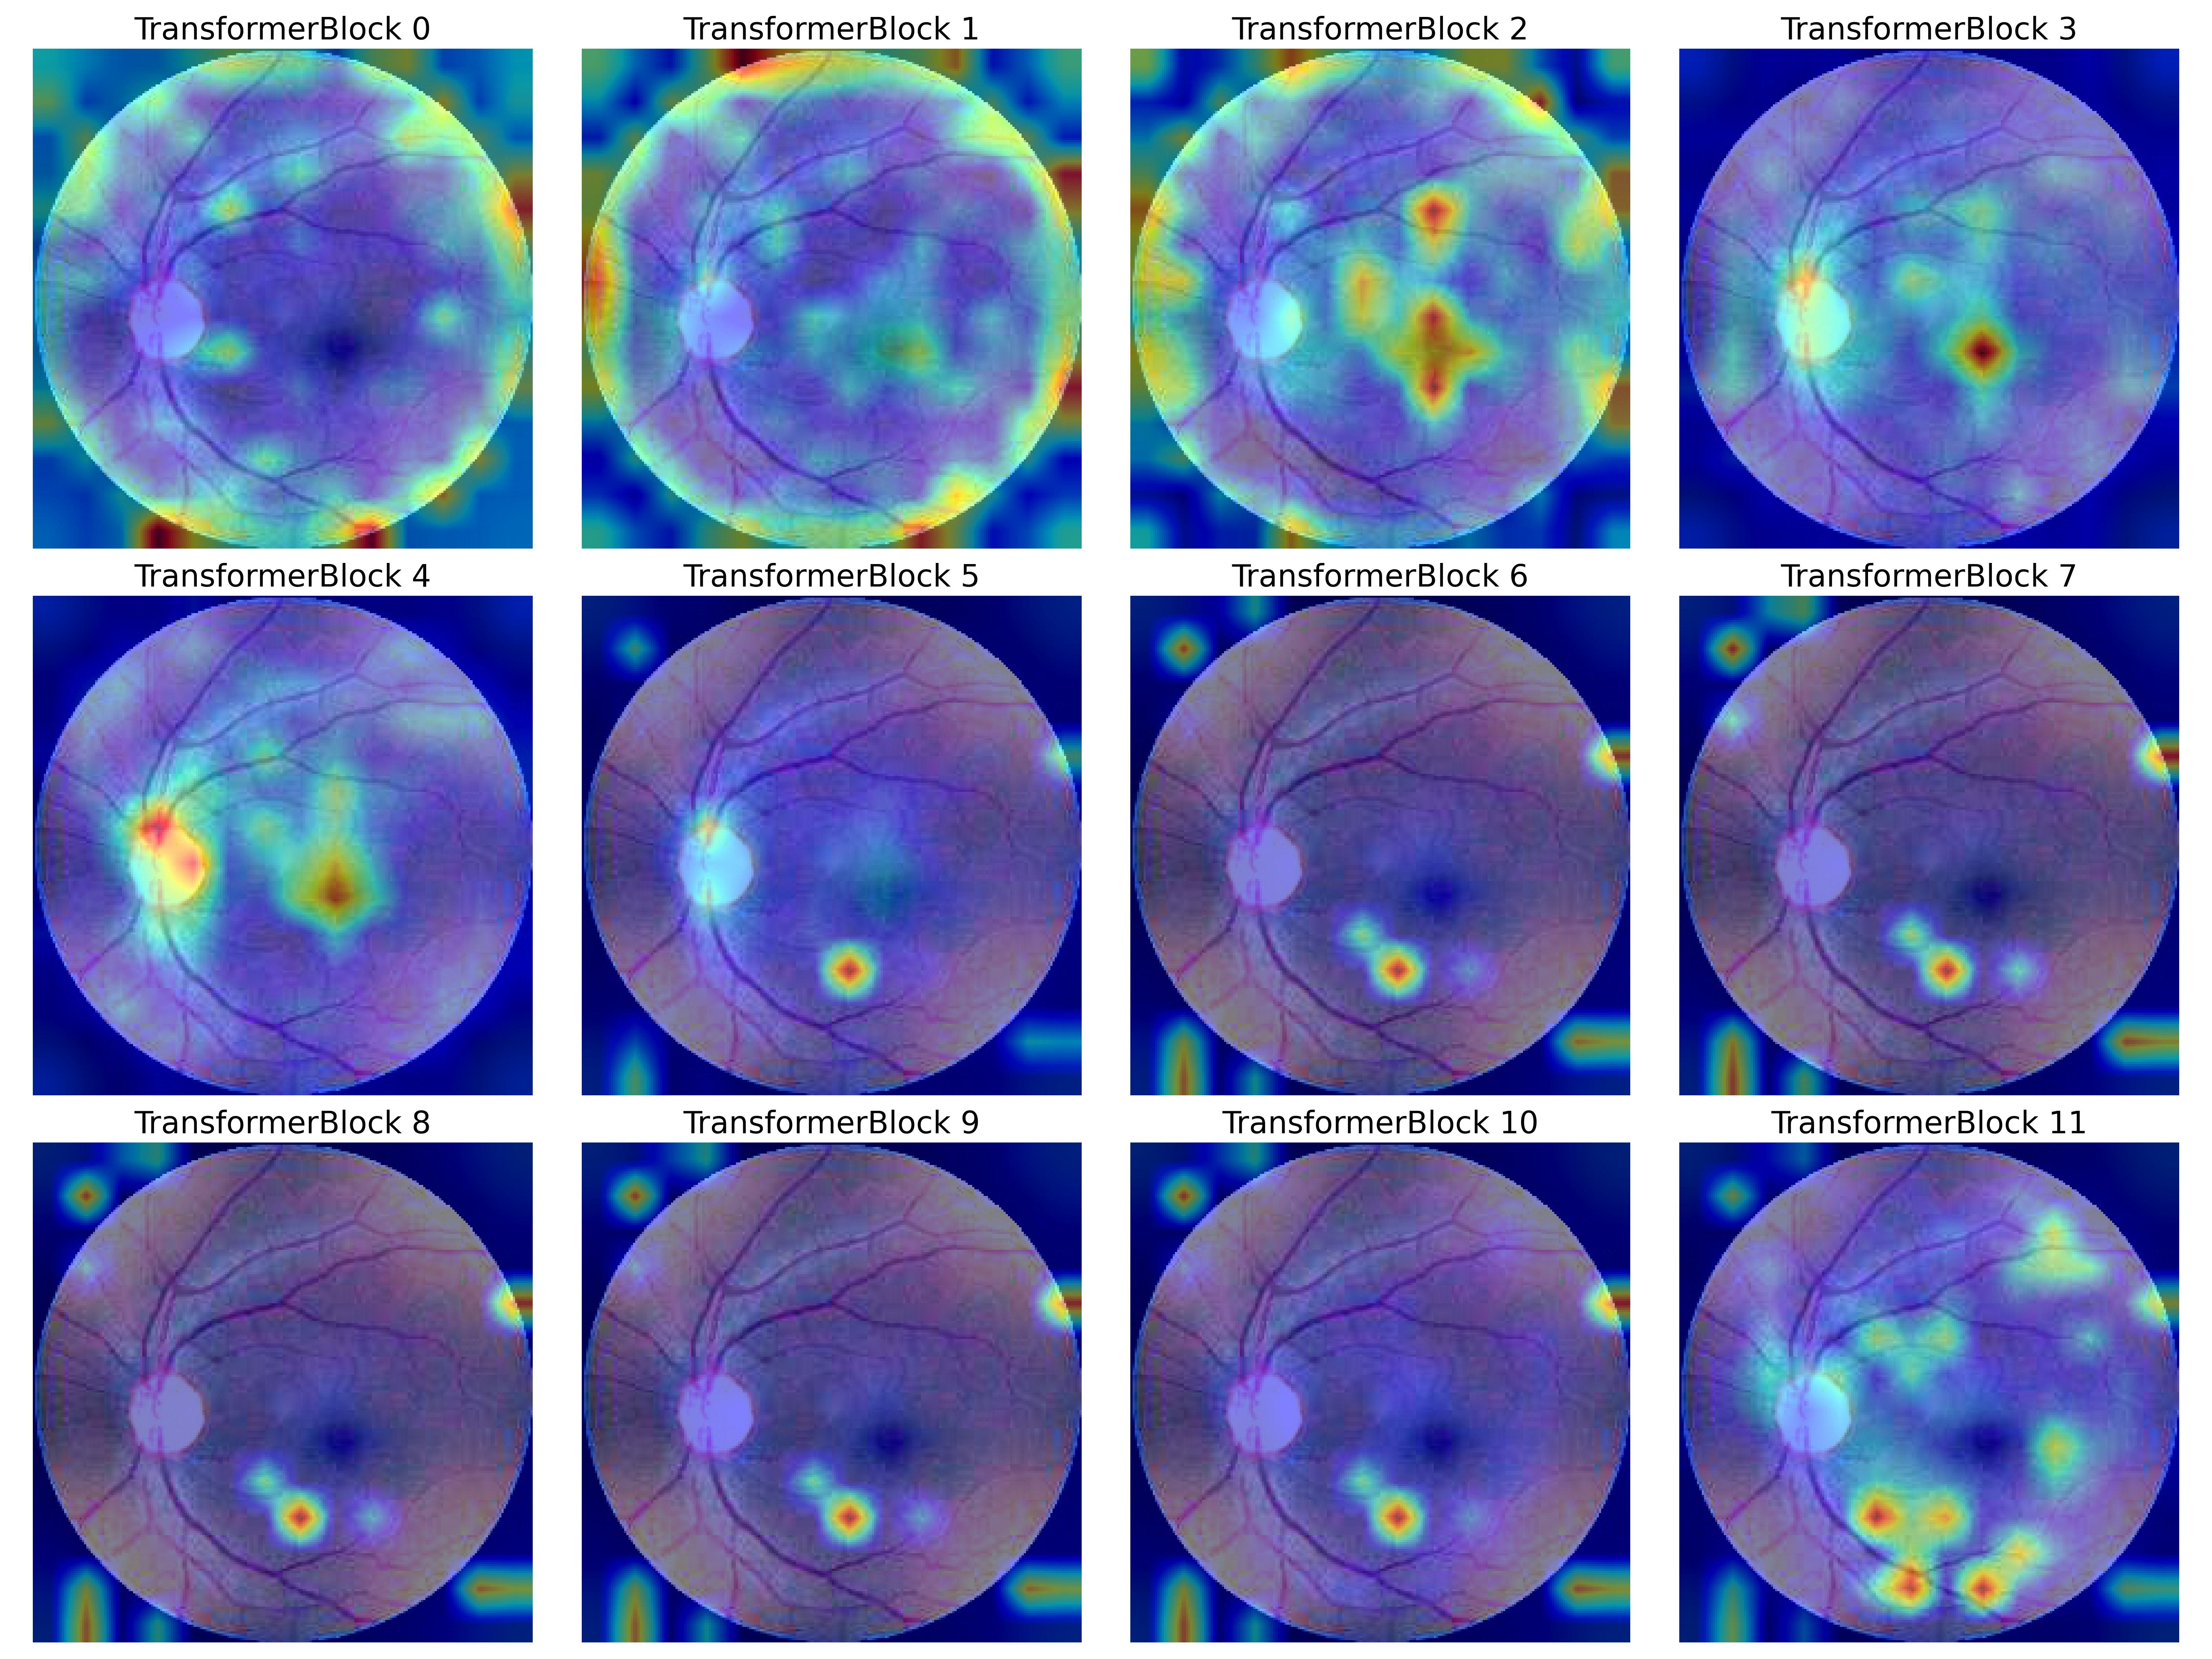 TransformerBlock 0
TransformerBlock 1
TransformerBlock 2
TransformerBlock 3
TransformerBlock 4
TransformerBlock 5
TransformerBlock 6
TransformerBlock 7
TransformerBlock 8
TransformerBlock 9
TransformerBlock 10
TransformerBlock 11